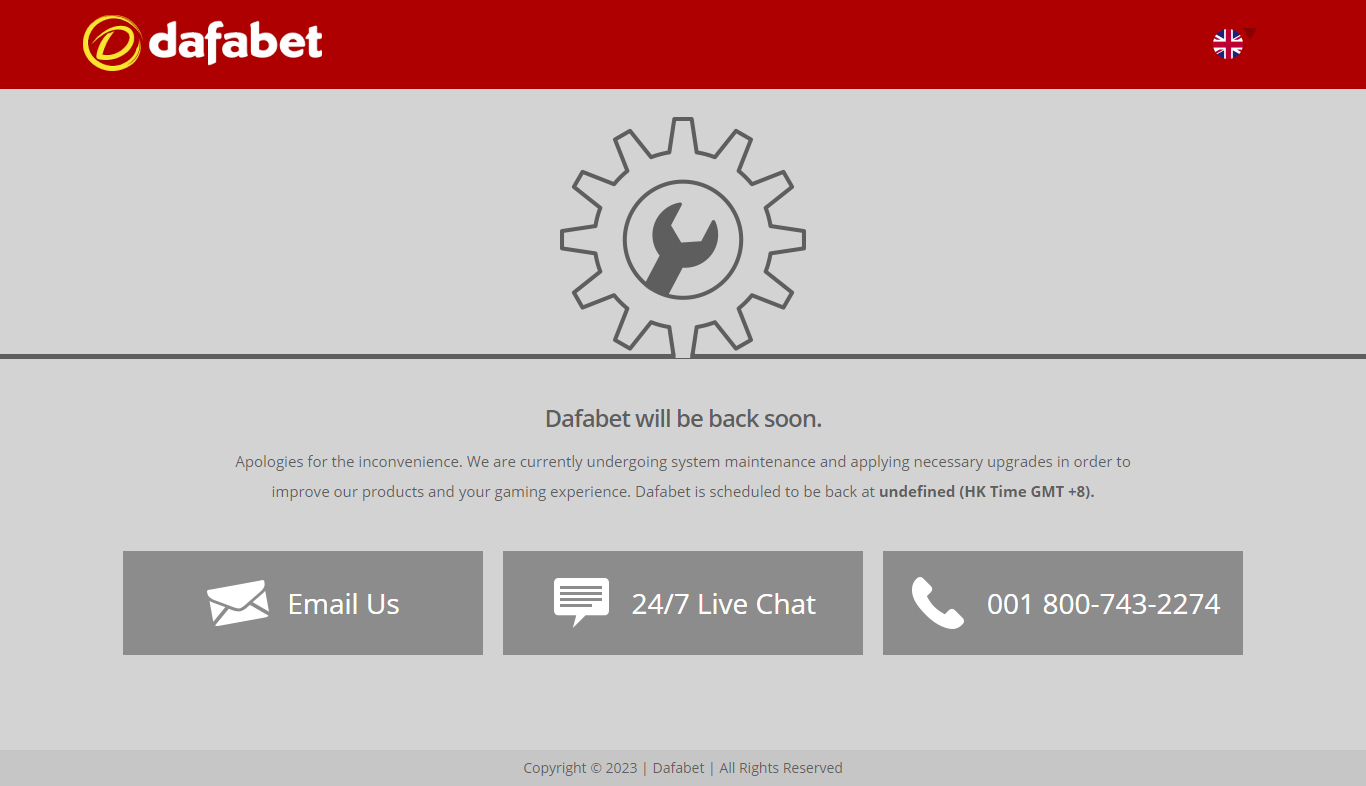 dafabet
Dafabet will be back soon.
Apologies for the inconvenience. We are currently undergoing system maintenance and applying necessary upgrades in order to
improve our products and your gaming experience. Dafabet is scheduled to be back at undefined (HK Time GMT +8).
Email Us
24/7 Live Chat
001 800-743-2274
Copyright © 2023 | Dafabet | All Rights Reserved